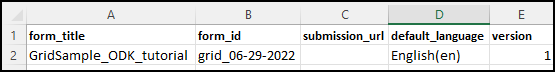 A B C D E
1 form_title form_id submission_url default_language version
2 GridSample_ODK_tutorial grid_06-29-2022 English(en) 1